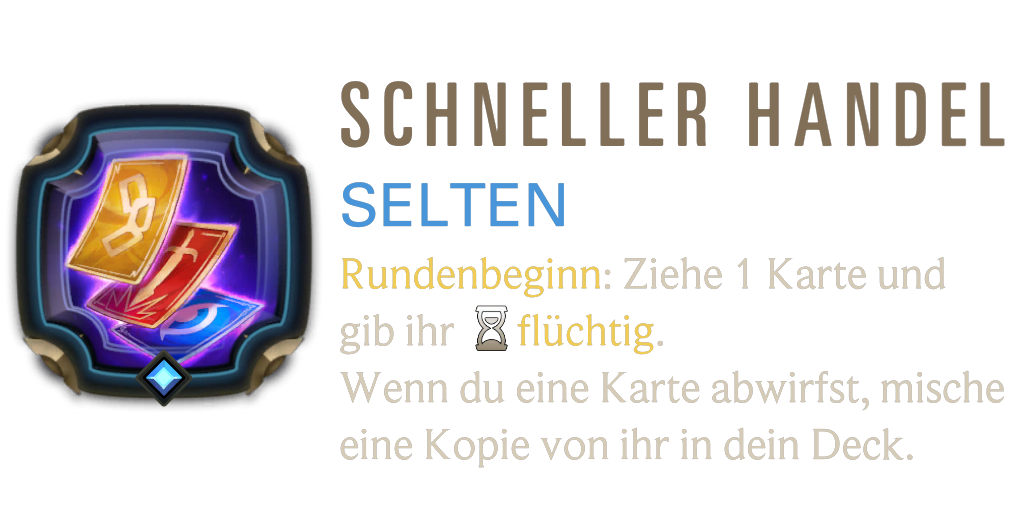 SCHNELLER HANDEL
SELTEN
Rundenbeginn: Ziehe 1 Karte und
gib ihr flüchtig.
Wenn du eine Karte abwirfst, mische
eine Kopie von ihr in dein Deck.